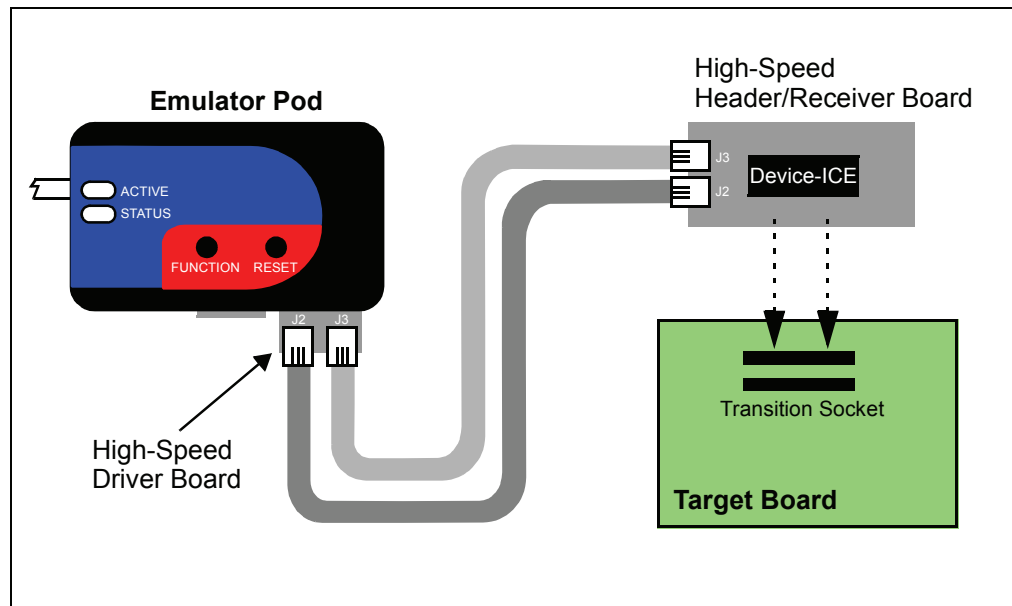 High-Speed
Header/Receiver Board
Emulator Pod
J3
Device-ICE
J2
ACTIVE
STATUS
FUNCTION RESET
J2 J3
Transition Socket
High-Speed
Driver Board
Target Board